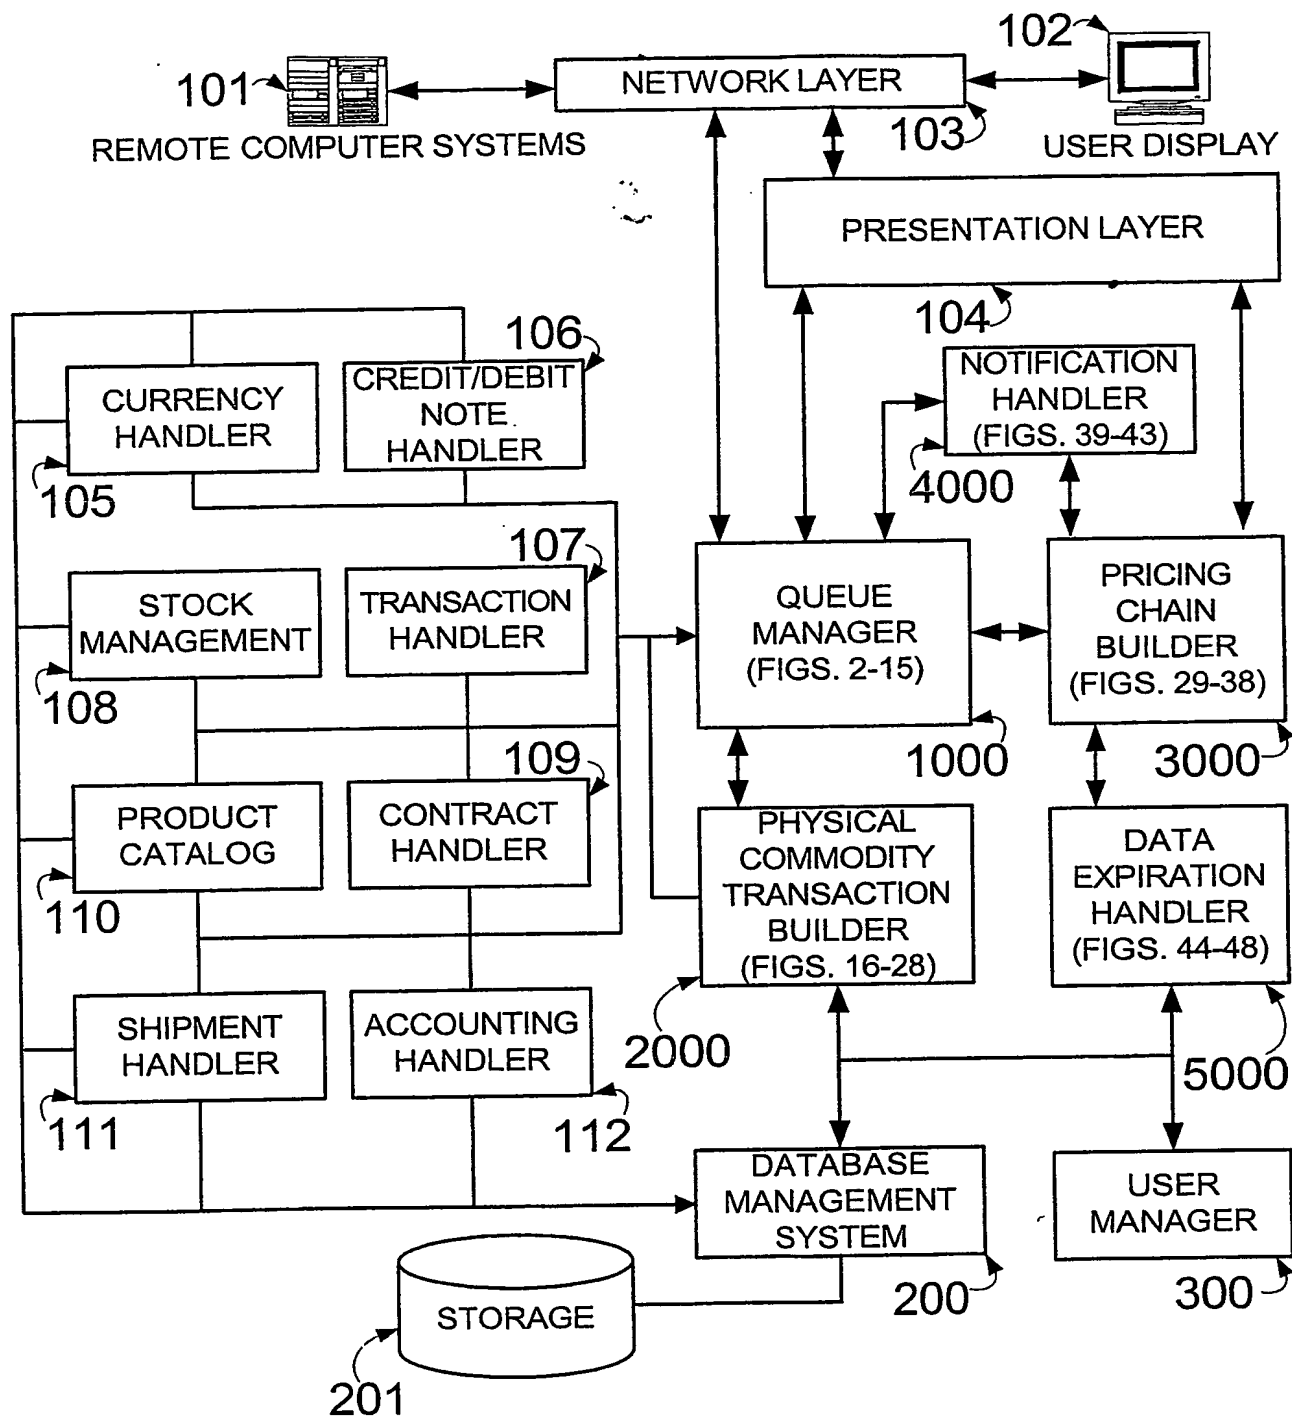 102
101
NETWORK LAYER
103
REMOTE COMPUTER SYSTEMS
USER DISPLAY
PRESENTATION LAYER
104
106
CURRENCY
HANDLER
105
CREDIT/DEBIT
NOTE
HANDLER
NOTIFICATION
HANDLER
(FIGS. 39-43)
4000
107
STOCK
MANAGEMENT
108
TRANSACTION
HANDLER
QUEUE
MANAGER
(FIGS. 2-15)
1000
PRICING
CHAIN
BUILDER
(FIGS. 29-38)
3000
109
PRODUCT
CATALOG
110
CONTRACT
HANDLER
PHYSICAL
COMMODITY
TRANSACTION
BUILDER
(FIGS. 16-28)
2000
DATA
EXPIRATION
HANDLER
(FIGS. 44-48)
5000
SHIPMENT
HANDLER
111
ACCOUNTING
HANDLER
112
DATABASE
MANAGEMENT
SYSTEM
200
USER
MANAGER
300
STORAGE
201